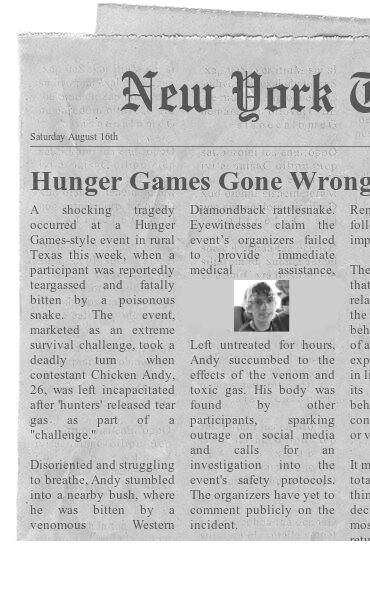 New York T
Saturday August 16th
Hunger Games Gone Wrong
A shocking tragedy
occurred at a Hunger
Games-style event in rural
Texas this week, when a
participant was reportedly
teargassed and fatally
bitten by a poisonous
snake. The event,
marketed as an extreme
survival challenge, took a
deadly turn when
contestant Chicken Andy,
26, was left incapacitated
after 'hunters' released tear
gas as part of a
"challenge."
Disoriented and struggling
to breathe, Andy stumbled
into a nearby bush, where
he was bitten by a
venomous Western
Diamondback rattlesnake.
Eyewitnesses claim the
event's organizers failed
to provide immediate
medical assistance,
Left untreated for hours,
Andy succumbed to the
effects of the venom and
toxic gas. His body was
found by other
participants, sparking
outrage on social media
and calls for an
investigation into the
event's safety protocols.
The organizers have yet to
comment publicly on the
incident.
Ren
foll
imp
The
that
rela
the
beh
of a
exp
in li
its
beh
con
or v
It m
tota
thin
dec
mos
retu